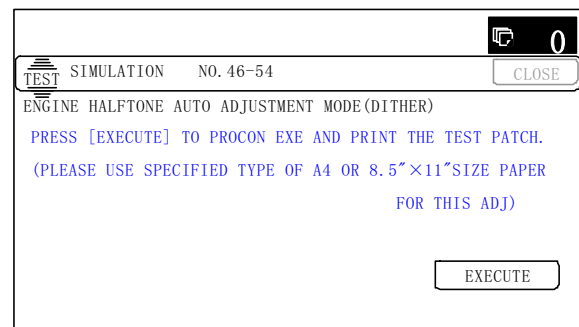 0
TEST SIMULATION NO.46-54 CLOSE
ENGINE HALFTONE AUTO ADJUSTMENT MODE(DITHER)
PRESS [EXECUTE] TO PROCON EXE AND PRINT THE TEST PATCH.
(PLEASE USE SPECIFIED TYPE OF A4 OR 8.5″×11″SIZE PAPER
FOR THIS ADJ)
EXECUTE